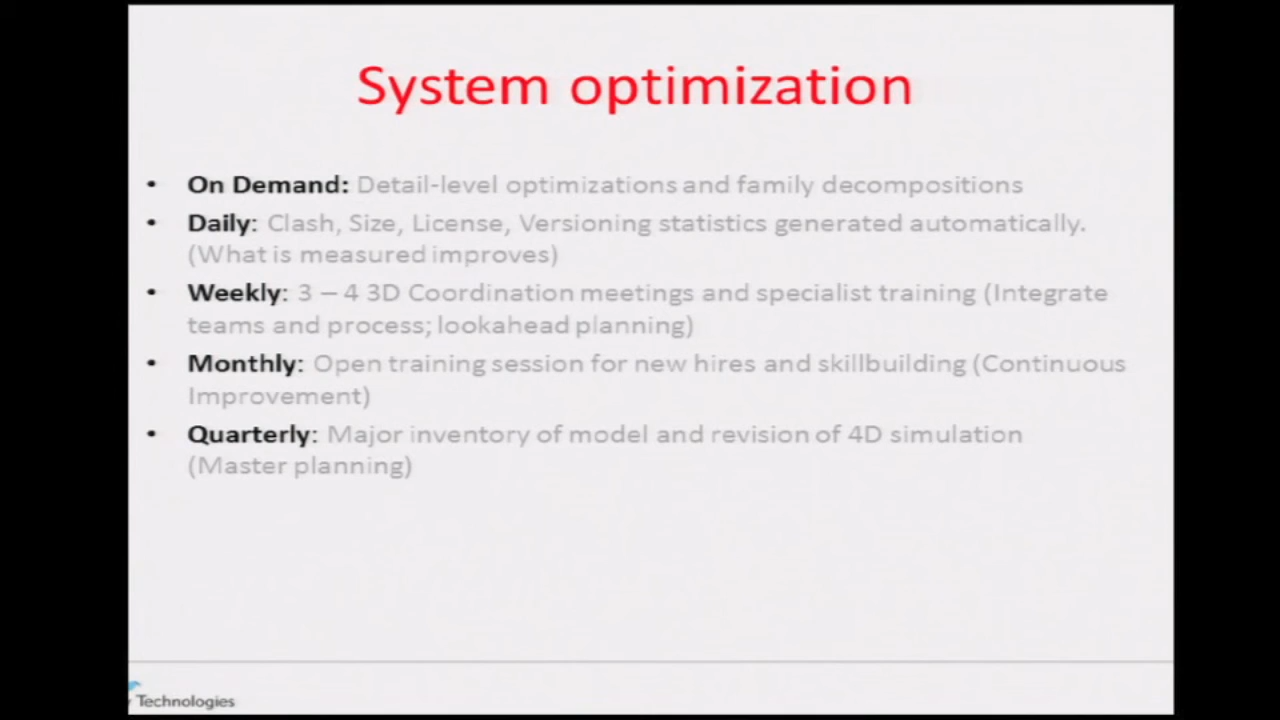 System optimization
• On Demand: Detail-level optimizations and family decompositions
• Daily: Clash, Size, License, Versioning statistics generated automatically.
(What is measured improves)
• Weekly: 3 – 4 3D Coordination meetings and specialist training (Integrate
teams and process; lookahead planning)
• Monthly: Open training session for new hires and skillbuilding (Continuous
Improvement)
• Quarterly: Major inventory of model and revision of 4D simulation
(Master planning)
Technologies